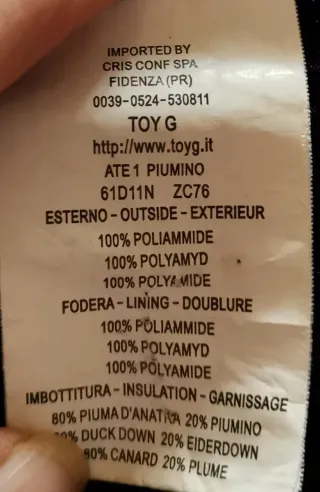 IMPORTED BY
CRIS CONF SPA
FIDENZA (PR)
0039-0524-530811
TOY G
http://www.toyg.it
ATE 1 PIUMINO
61D11N ZC76
ESTERNO - OUTSIDE - EXTERIEUR
100% POLIAMMIDE
100% POLYAMYD
100% POLYAMIDE
FODERA - LINING - DOUBLURE
100% POLIAMMIDE
100% POLYAMYD
100% POLYAMIDE
IMBOTTITURA - INSULATION - GARNISSAGE
80% PIUMA D'ANATRA 20% PIUMINO
DUCK DOWN 20% EIDERDOWN
80% CANARD 20% PLUME